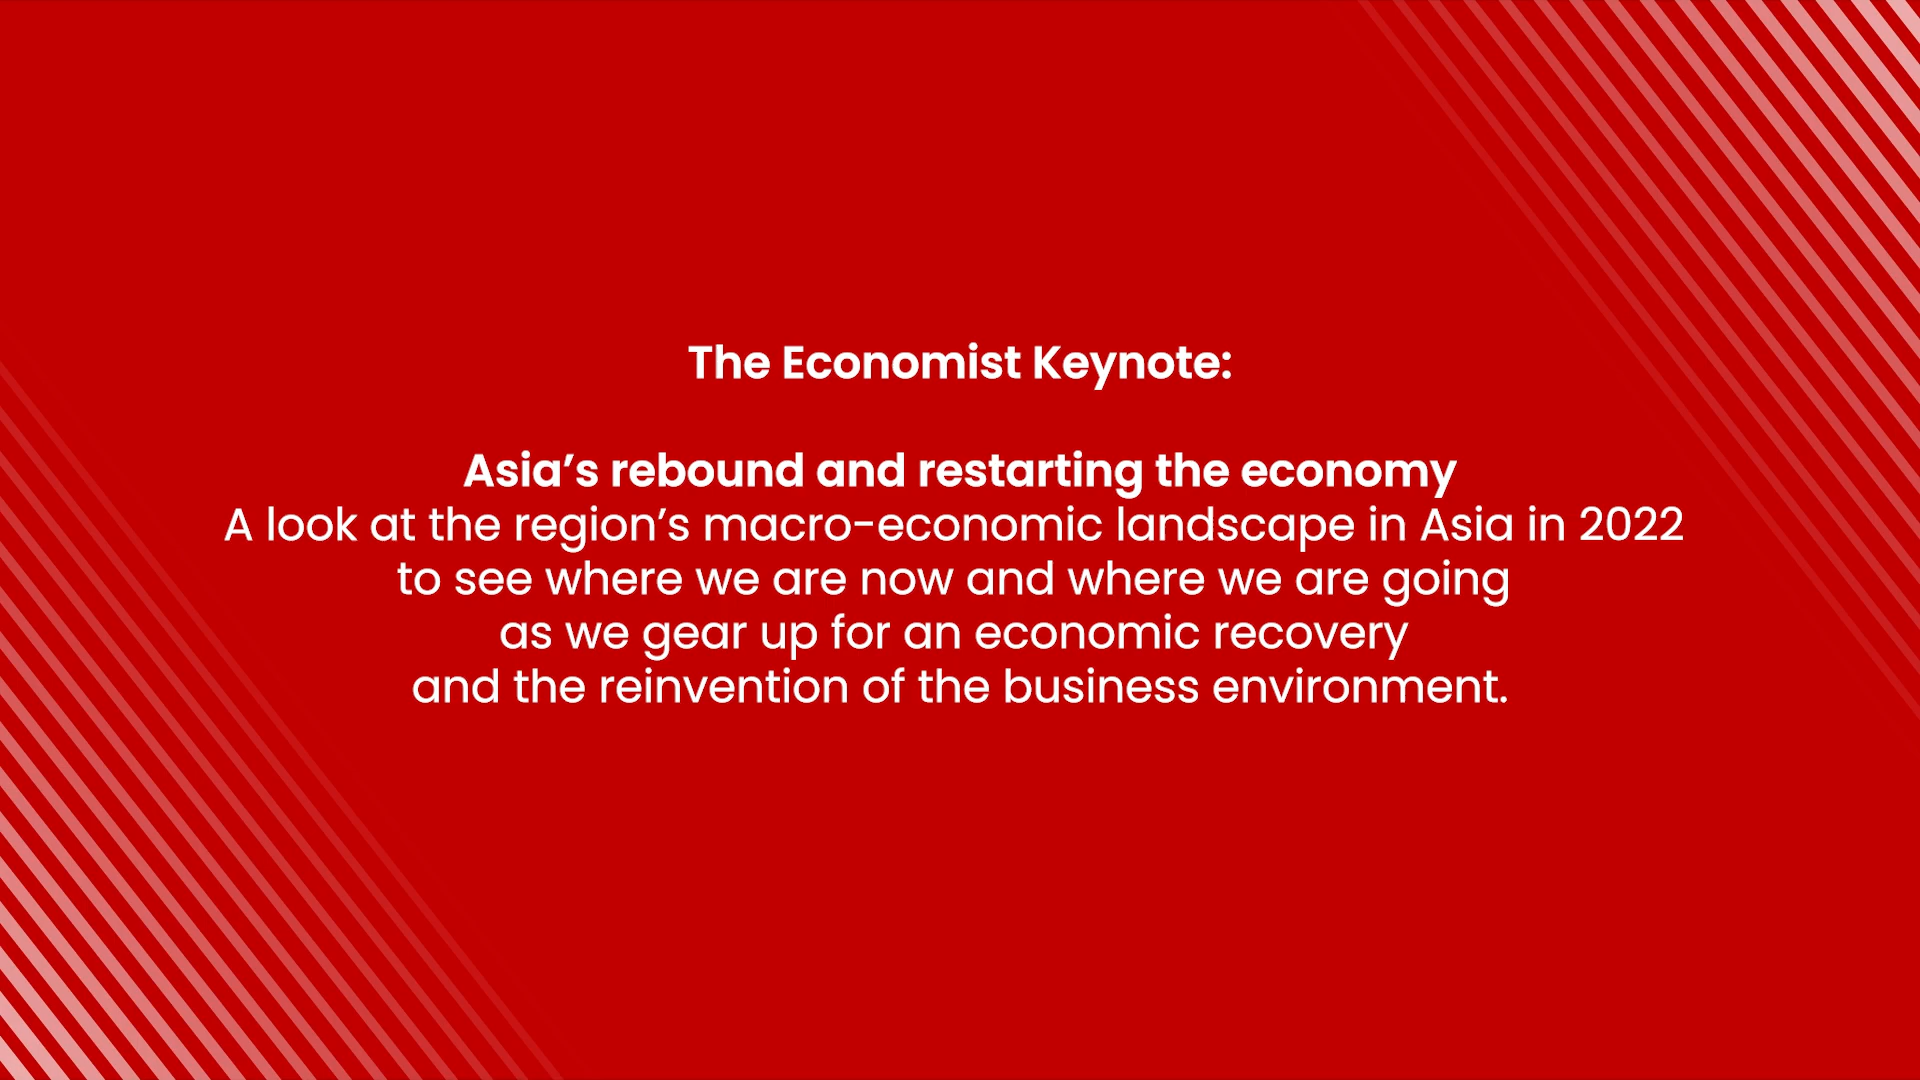 The Economist Keynote:
Asia’s rebound and restarting the economy
A look at the region’s macro-economic landscape in Asia in 2022
to see where we are now and where we are going
as we gear up for an economic recovery
and the reinvention of the business environment.